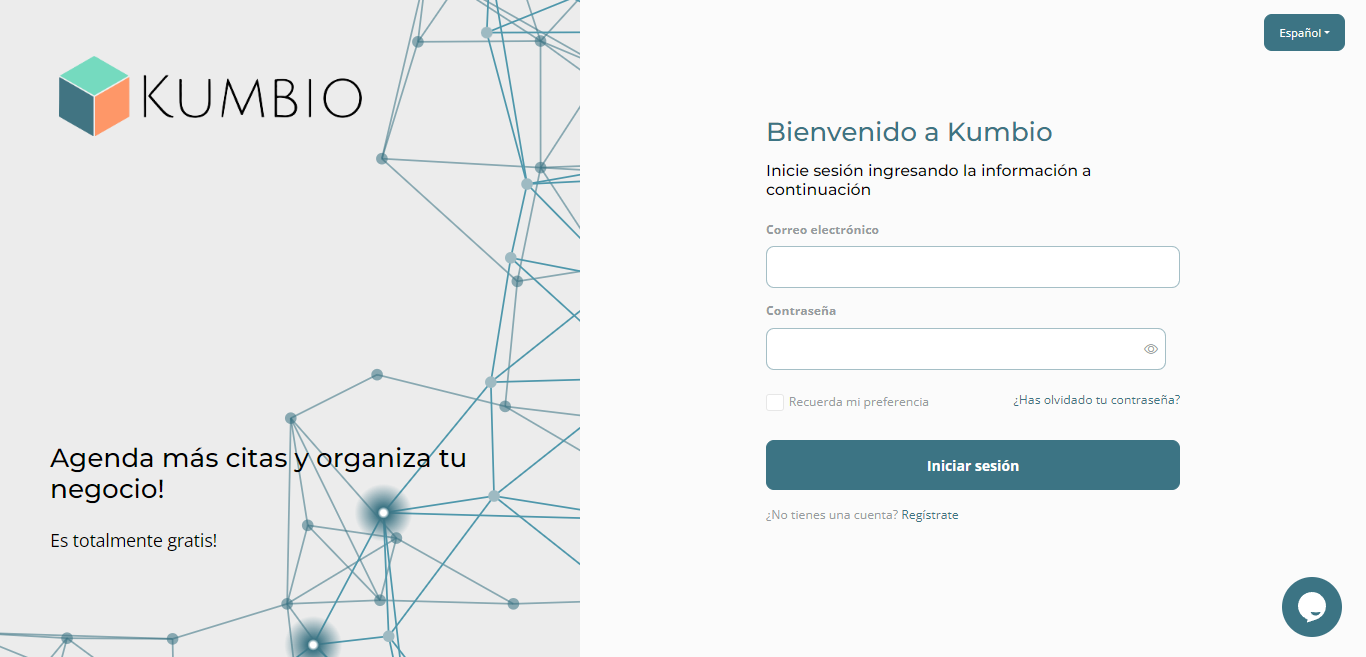 KUMBIO
Agenda más citas y organiza tu
negocio!
Es totalmente gratis!
Español
Bienvenido a Kumbio
Inicie sesión ingresando la información a
continuación
Correo electrónico
Contraseña
Recuerda mi preferencia
¿Has olvidado tu contraseña?
Iniciar sesión
¿No tienes una cuenta? Regístrate